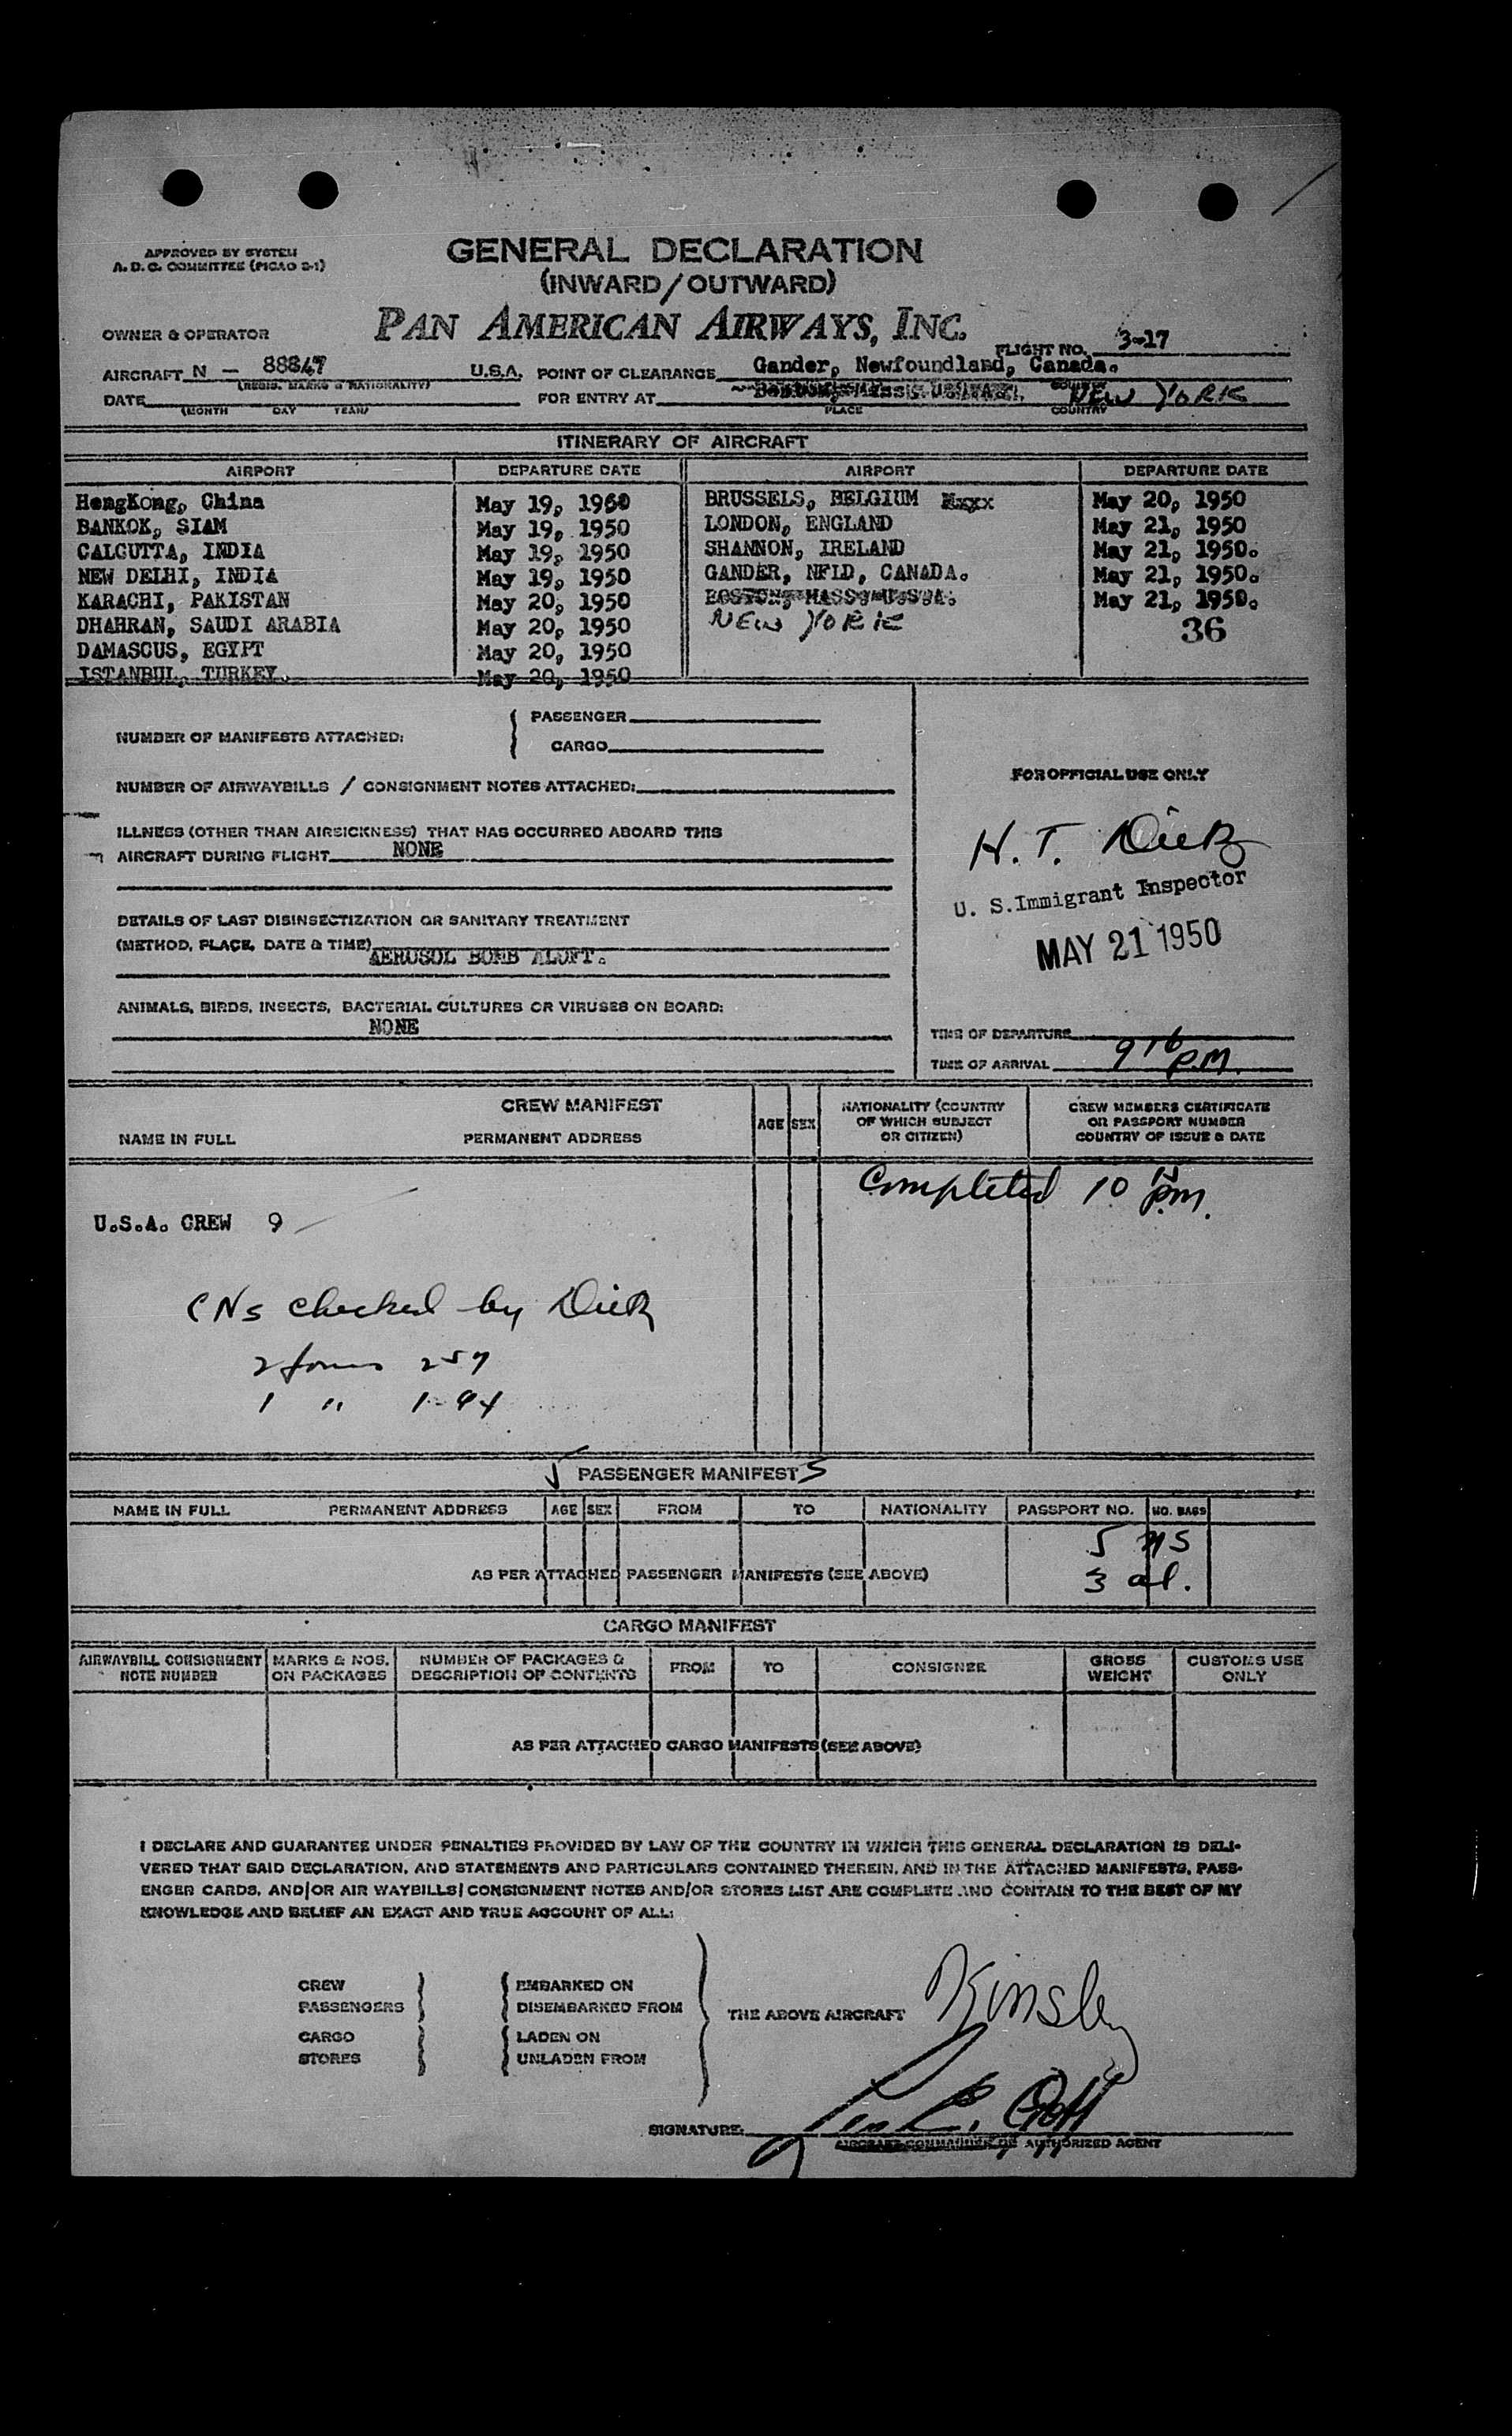 APPROVED BY SYSTEM
A. D. C. COMMITTEE (PICAO 2-1)
GENERAL DECLARATION
(INWARD/OUTWARD)
OWNER & OPERATOR
PAN AMERICAN AIRWAYS, INC.
FLIGHT NO. 3-17
AIRCRAFT N - 88847 U.S.A. POINT OF CLEARANCE Gander, Newfoundland, Canada.
(REGIS. MARKS & NATIONALITY) COUNTRY
DATE FOR ENTRY AT NEW YORK
(MONTH DAY YEAR) PLACE COUNTRY
ITINERARY OF AIRCRAFT
AIRPORT DEPARTURE DATE AIRPORT DEPARTURE DATE
HongKong, China May 19, 1950 BRUSSELS, BELGIUM May 20, 1950
BANKOK, SIAM May 19, 1950 LONDON, ENGLAND May 21, 1950
CALCUTTA, INDIA May 19, 1950 SHANNON, IRELAND May 21, 1950.
NEW DELHI, INDIA May 19, 1950 GANDER, NFLD, CANADA. May 21, 1950.
KARACHI, PAKISTAN May 20, 1950 BOSTON, MASS. U.S.A. May 21, 1950.
DHAHRAN, SAUDI ARABIA May 20, 1950 NEW YORK 36
DAMASCUS, EGYPT May 20, 1950
ISTANBUL, TURKEY. May 20, 1950
NUMBER OF MANIFESTS ATTACHED: { PASSENGER
CARGO
NUMBER OF AIRWAYBILLS / CONSIGNMENT NOTES ATTACHED:
ILLNESS (OTHER THAN AIRSICKNESS) THAT HAS OCCURRED ABOARD THIS
AIRCRAFT DURING FLIGHT NONE
DETAILS OF LAST DISINSECTIZATION OR SANITARY TREATMENT
(METHOD, PLACE, DATE & TIME) AEROSOL BOMB ALOFT.
ANIMALS, BIRDS, INSECTS, BACTERIAL CULTURES OR VIRUSES ON BOARD:
NONE
FOR OFFICIAL USE ONLY
H. T.
U. S. Immigrant Inspector
MAY 21 1950
TIME OF DEPARTURE
TIME OF ARRIVAL 9 16 P.M.
CREW MANIFEST
NAME IN FULL PERMANENT ADDRESS AGE SEX NATIONALITY (COUNTRY OF WHICH SUBJECT OR CITIZEN) CREW MEMBERS CERTIFICATE OR PASSPORT NUMBER COUNTRY OF ISSUE & DATE
Completed 10 P.M.
U.S.A. CREW 9
checked by
2 forms 257
1 " I-94
PASSENGER MANIFEST S
NAME IN FULL PERMANENT ADDRESS AGE SEX FROM TO NATIONALITY PASSPORT NO. NO. BAGS
5
AS PER ATTACHED PASSENGER MANIFESTS (SEE ABOVE) 3 al.
CARGO MANIFEST
AIRWAYBILL CONSIGNMENT NOTE NUMBER MARKS & NOS. ON PACKAGES NUMBER OF PACKAGES & DESCRIPTION OF CONTENTS FROM TO CONSIGNEE GROSS WEIGHT CUSTOMS USE ONLY
AS PER ATTACHED CARGO MANIFESTS (SEE ABOVE)
I DECLARE AND GUARANTEE UNDER PENALTIES PROVIDED BY LAW OF THE COUNTRY IN WHICH THIS GENERAL DECLARATION IS DELI-
VERED THAT SAID DECLARATION, AND STATEMENTS AND PARTICULARS CONTAINED THEREIN, AND IN THE ATTACHED MANIFESTS, PASS-
ENGER CARDS, AND/OR AIR WAYBILLS/CONSIGNMENT NOTES AND/OR STORES LIST ARE COMPLETE AND CONTAIN TO THE BEST OF MY
KNOWLEDGE AND BELIEF AN EXACT AND TRUE ACCOUNT OF ALL:
CREW EMBARKED ON
PASSENGERS DISEMBARKED FROM
THE ABOVE AIRCRAFT Kinsley
CARGO LADEN ON
STORES UNLADEN FROM
SIGNATURE:
AIRCRAFT COMMANDER OR AUTHORIZED AGENT